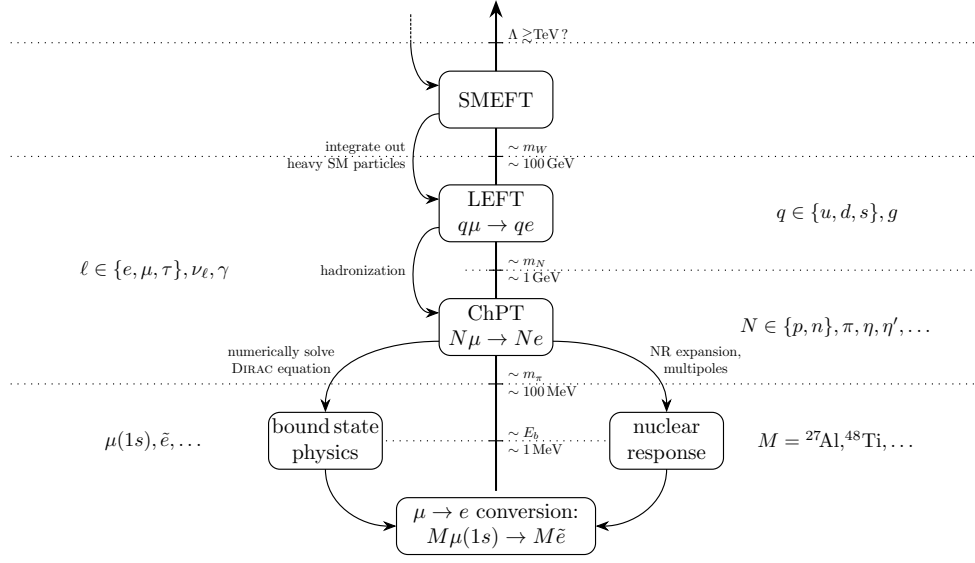 Λ ≳ TeV ?
SMEFT
integrate out
heavy SM particles
∼ m_W
∼ 100 GeV
LEFT
qμ → qe
q ∈ {u, d, s}, g
ℓ ∈ {e, μ, τ}, ν_ℓ, γ
hadronization
∼ m_N
∼ 1 GeV
ChPT
Nμ → Ne
N ∈ {p, n}, π, η, η′, …
numerically solve
Dirac equation
NR expansion,
multipoles
∼ m_π
∼ 100 MeV
μ(1s), ẽ, …
bound state
physics
∼ E_b
∼ 1 MeV
nuclear
response
M = ²⁷Al,⁴⁸Ti, …
μ → e conversion:
Mμ(1s) → Mẽ